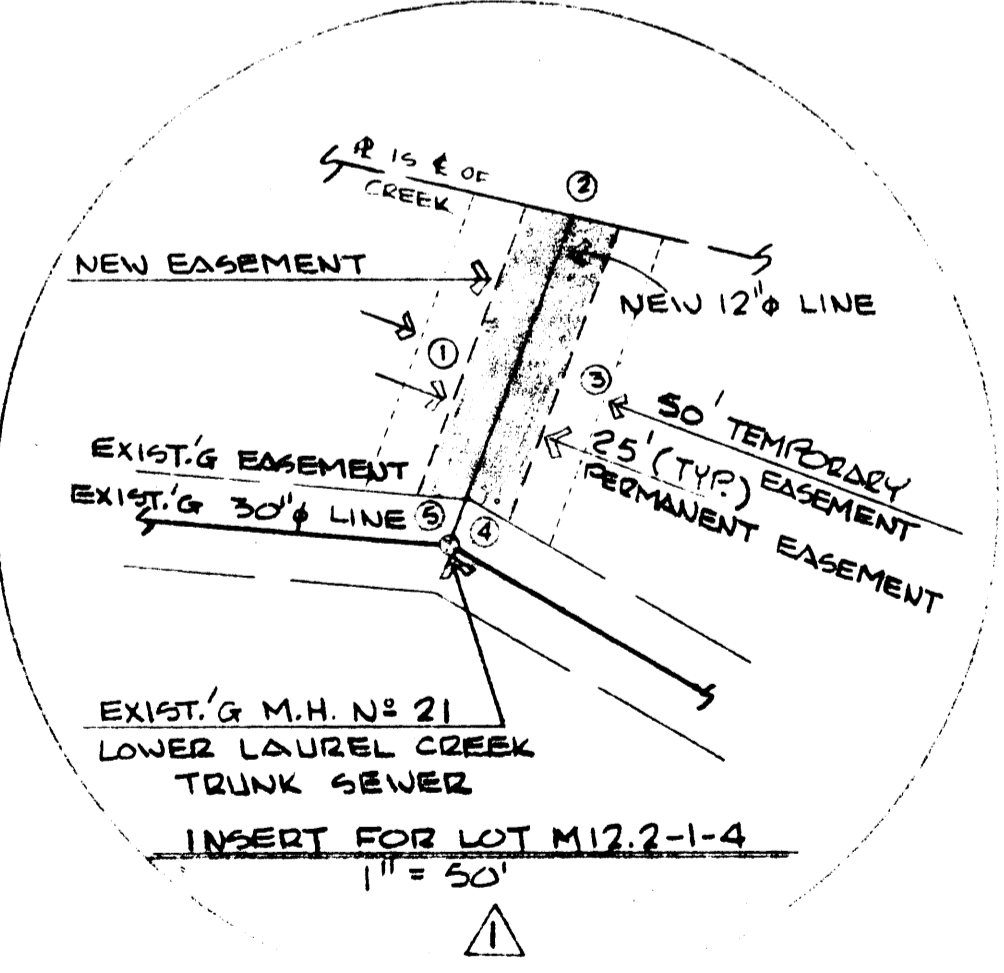 ⅊ IS ℄ OF
CREEK
②
NEW EASEMENT
NEW 12"⌀ LINE
①
③
50' TEMPORARY
EASEMENT
25' (TYP.)
PERMANENT EASEMENT
EXIST.'G EASEMENT
EXIST.'G 30"⌀ LINE
⑤
④
EXIST.'G M.H. Nº 21
LOWER LAUREL CREEK
TRUNK SEWER
INSERT FOR LOT M12.2-1-4
1" = 50'
1